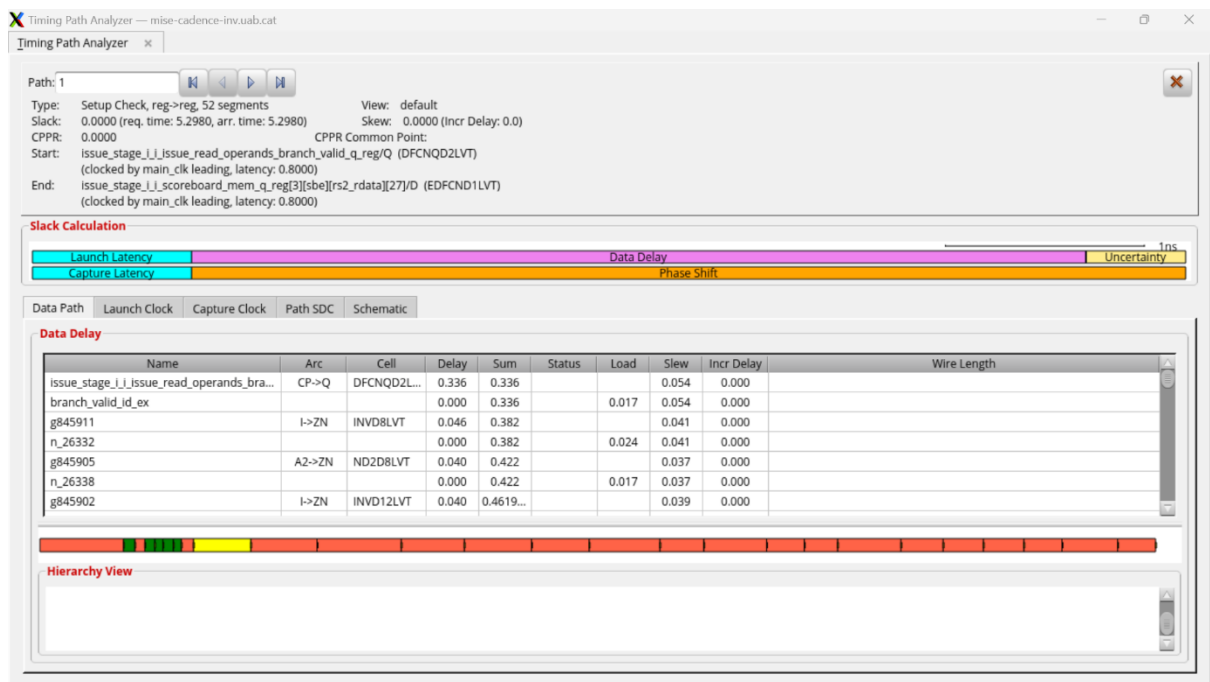 Timing Path Analyzer — mise-cadence-inv.uab.cat
Timing Path Analyzer ×
Path: 1
Type: Setup Check, reg->reg, 52 segments View: default
Slack: 0.0000 (req. time: 5.2980, arr. time: 5.2980) Skew: 0.0000 (Incr Delay: 0.0)
CPPR: 0.0000 CPPR Common Point:
Start: issue_stage_i_i_issue_read_operands_branch_valid_q_reg/Q (DFCNQD2LVT)
(clocked by main_clk leading, latency: 0.8000)
End: issue_stage_i_i_scoreboard_mem_q_reg[3][sbe][rs2_rdata][27]/D (EDFCND1LVT)
(clocked by main_clk leading, latency: 0.8000)
Slack Calculation
1ns
Launch Latency Data Delay Uncertainty
Capture Latency Phase Shift
Data Path Launch Clock Capture Clock Path SDC Schematic
Data Delay
Name Arc Cell Delay Sum Status Load Slew Incr Delay Wire Length
issue_stage_i_i_issue_read_operands_bra... CP->Q DFCNQD2L... 0.336 0.336 0.054 0.000
branch_valid_id_ex 0.000 0.336 0.017 0.054 0.000
g845911 I->ZN INVD8LVT 0.046 0.382 0.041 0.000
n_26332 0.000 0.382 0.024 0.041 0.000
g845905 A2->ZN ND2D8LVT 0.040 0.422 0.037 0.000
n_26338 0.000 0.422 0.017 0.037 0.000
g845902 I->ZN INVD12LVT 0.040 0.4619... 0.039 0.000
Hierarchy View